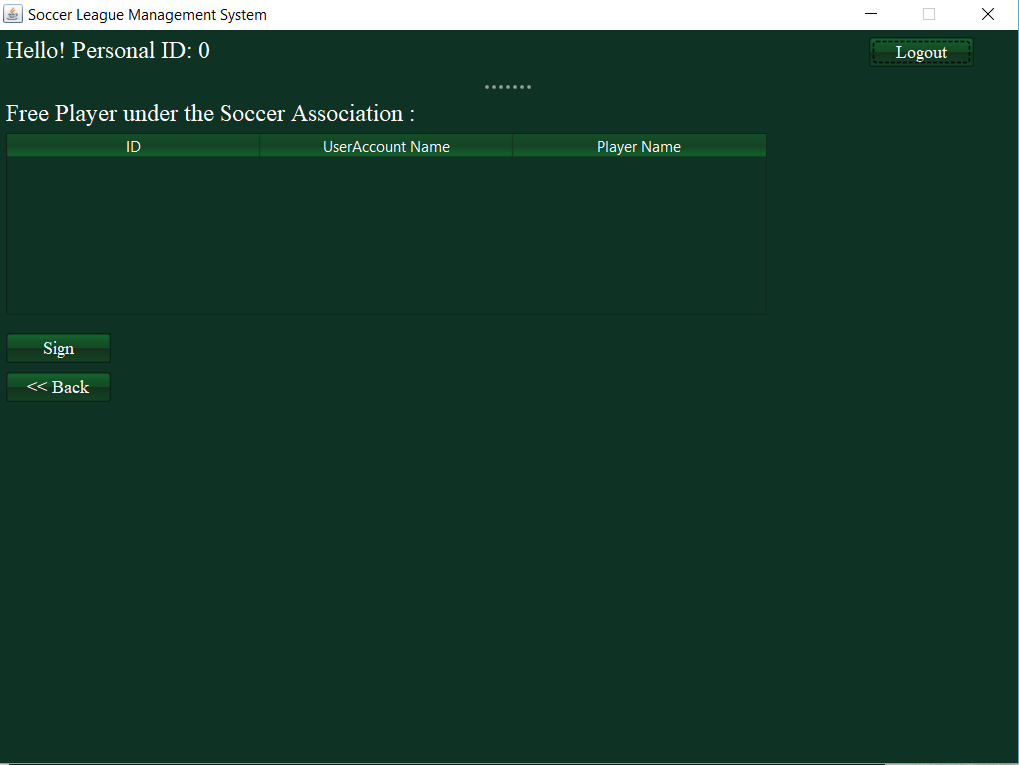 Soccer League Management System
Hello! Personal ID: 0
Logout
Free Player under the Soccer Association :
ID UserAccount Name Player Name
Sign
<< Back